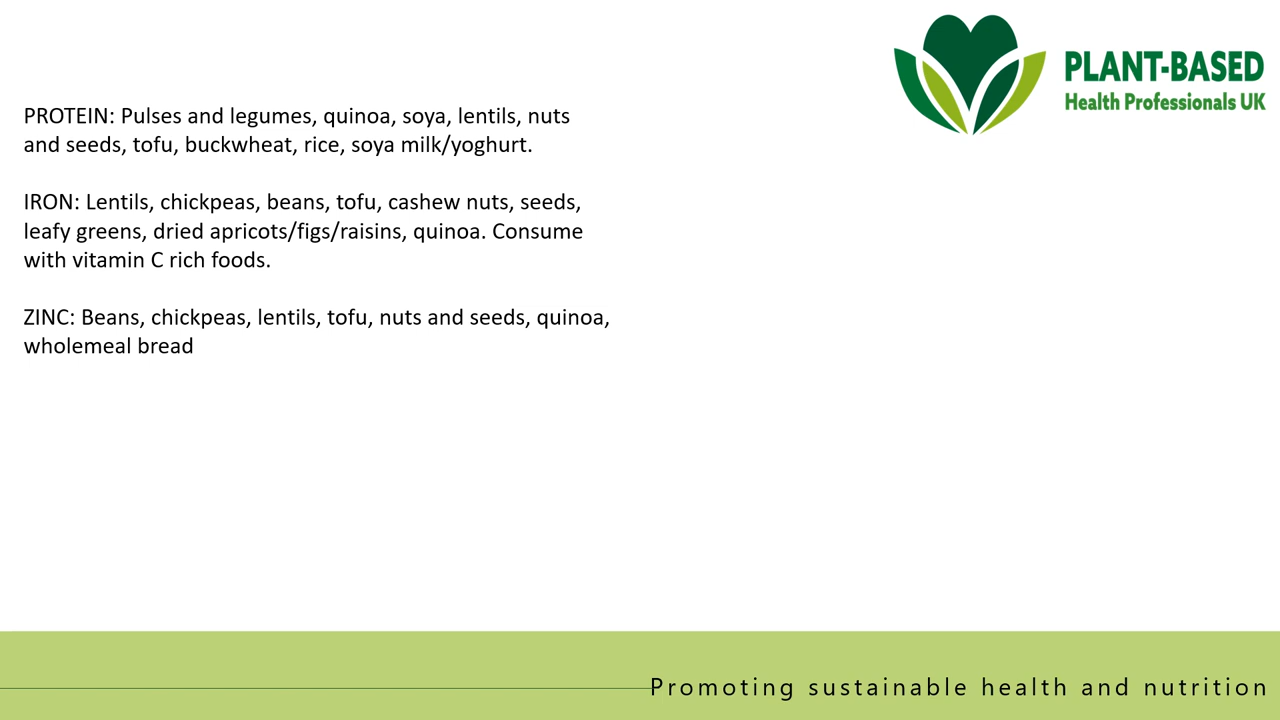 PLANT-BASED
Health Professionals UK
PROTEIN: Pulses and legumes, quinoa, soya, lentils, nuts
and seeds, tofu, buckwheat, rice, soya milk/yoghurt.
IRON: Lentils, chickpeas, beans, tofu, cashew nuts, seeds,
leafy greens, dried apricots/figs/raisins, quinoa. Consume
with vitamin C rich foods.
ZINC: Beans, chickpeas, lentils, tofu, nuts and seeds, quinoa,
wholemeal bread
Promoting sustainable health and nutrition